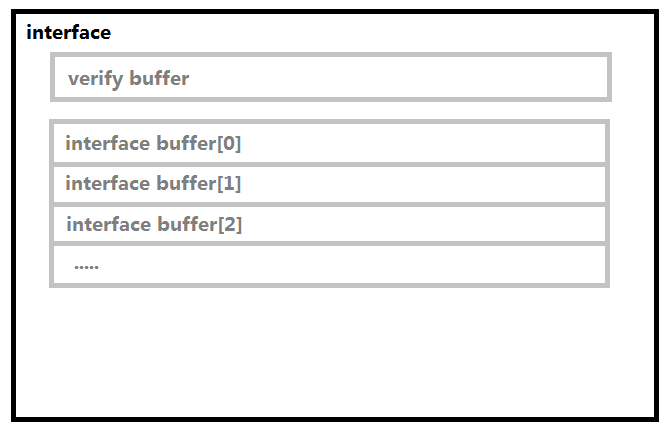 interface
verify buffer
interface buffer[0]
interface buffer[1]
interface buffer[2]
.....